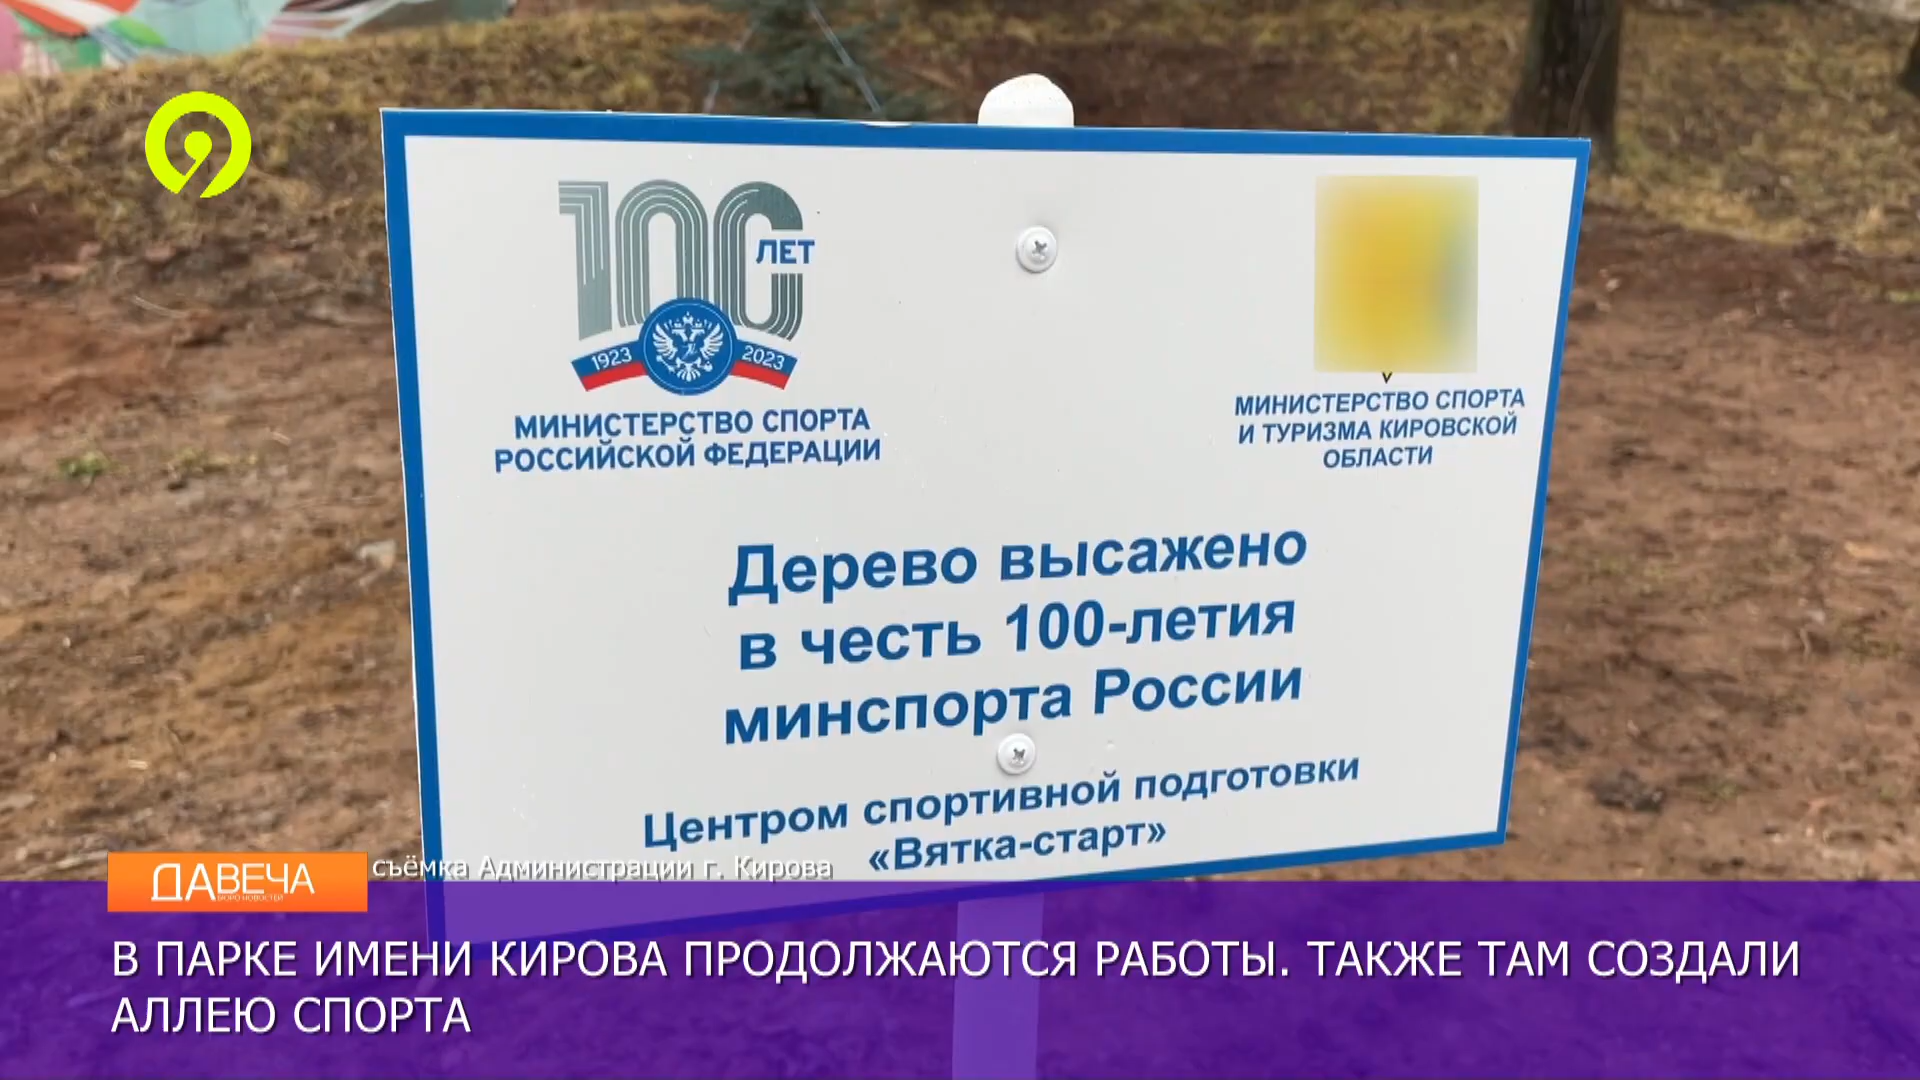 100 ЛЕТ
1923 2023
МИНИСТЕРСТВО СПОРТА
РОССИЙСКОЙ ФЕДЕРАЦИИ
МИНИСТЕРСТВО СПОРТА
И ТУРИЗМА КИРОВСКОЙ
ОБЛАСТИ
Дерево высажено
в честь 100-летия
минспорта России
Центром спортивной подготовки
«Вятка-старт»
съёмка Администрации г. Кирова
ДАВЕЧА
БЮРО НОВОСТЕЙ
В ПАРКЕ ИМЕНИ КИРОВА ПРОДОЛЖАЮТСЯ РАБОТЫ. ТАКЖЕ ТАМ СОЗДАЛИ
АЛЛЕЮ СПОРТА